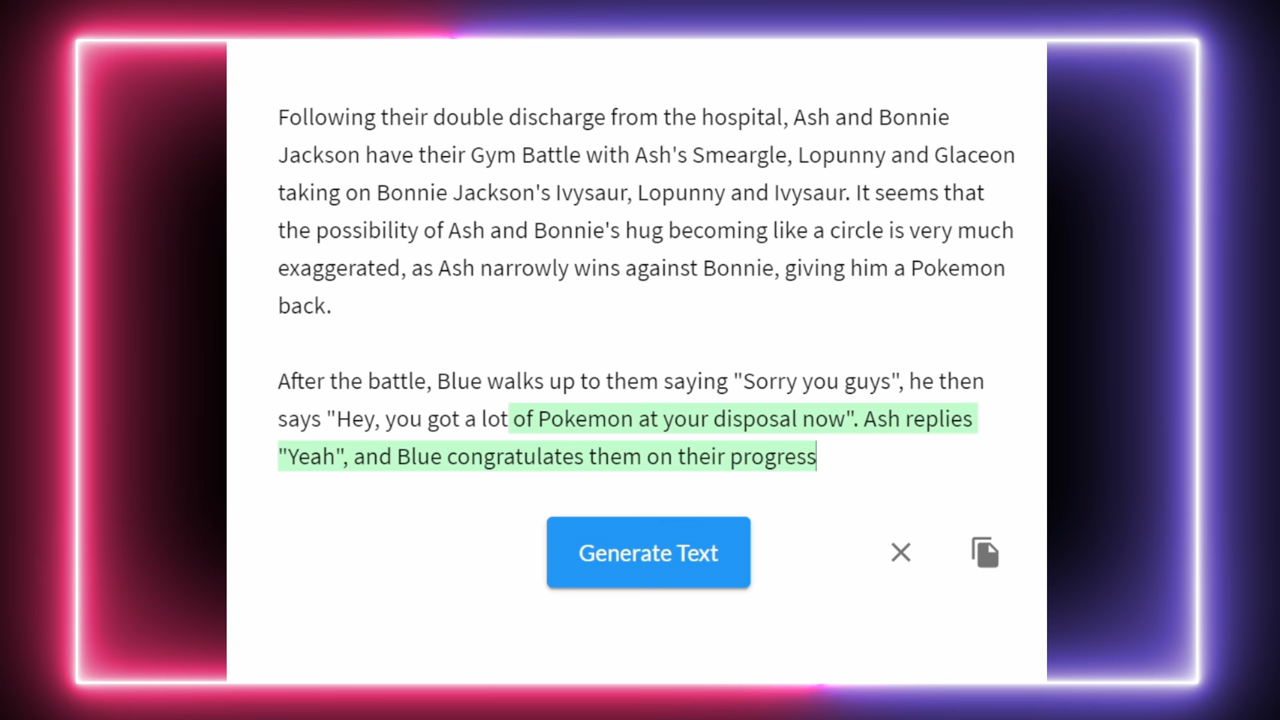 Following their double discharge from the hospital, Ash and Bonnie
Jackson have their Gym Battle with Ash's Smeargle, Lopunny and Glaceon
taking on Bonnie Jackson's Ivysaur, Lopunny and Ivysaur. It seems that
the possibility of Ash and Bonnie's hug becoming like a circle is very much
exaggerated, as Ash narrowly wins against Bonnie, giving him a Pokemon
back.
After the battle, Blue walks up to them saying "Sorry you guys", he then
says "Hey, you got a lot of Pokemon at your disposal now". Ash replies
"Yeah", and Blue congratulates them on their progress
Generate Text